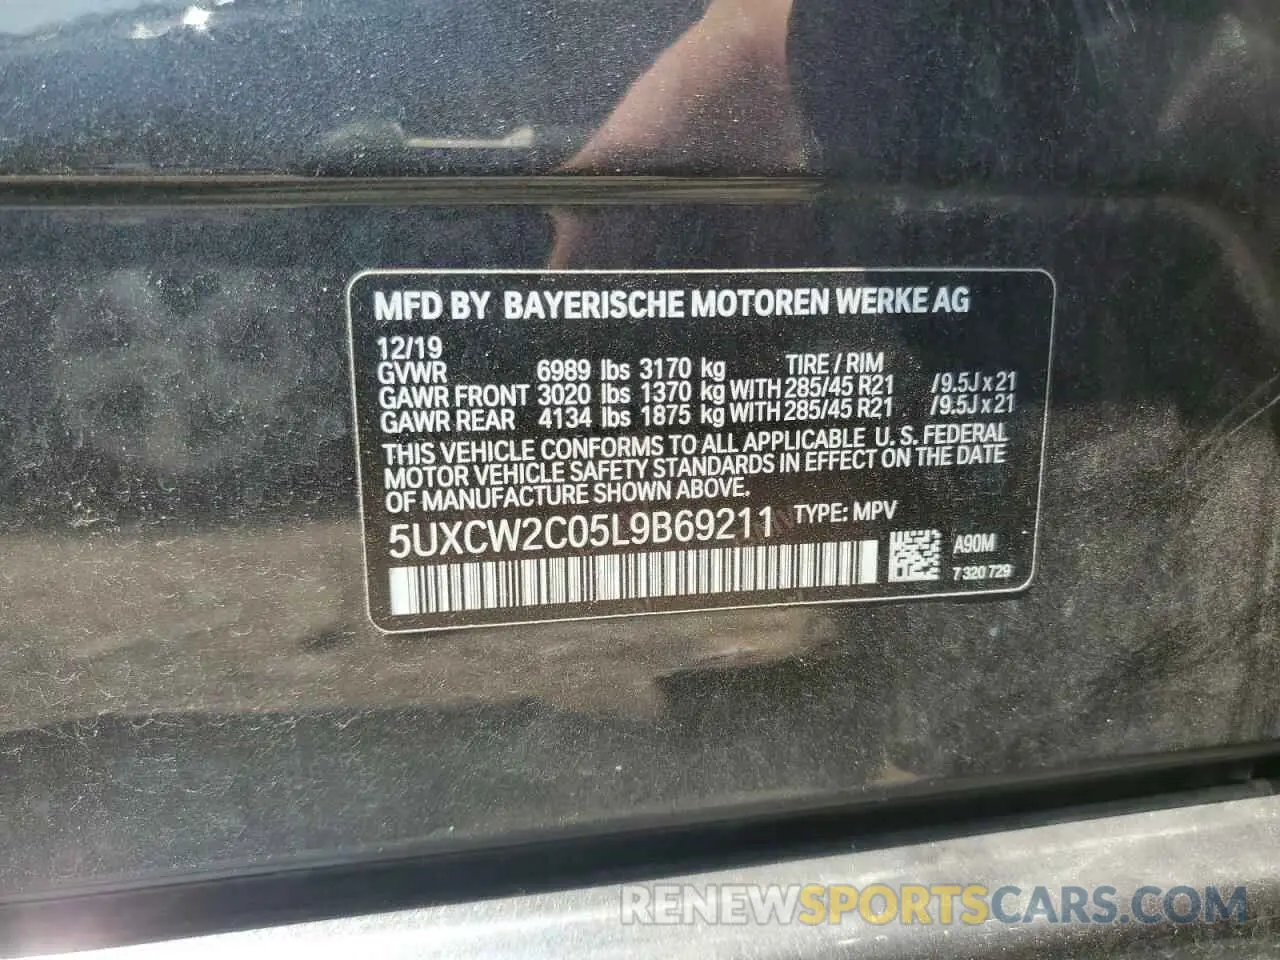 MFD BY BAYERISCHE MOTOREN WERKE AG
12/19
GVWR 6989 lbs 3170 kg TIRE / RIM
GAWR FRONT 3020 lbs 1370 kg WITH 285/45 R21 /9.5J x 21
GAWR REAR 4134 lbs 1875 kg WITH 285/45 R21 /9.5J x 21
THIS VEHICLE CONFORMS TO ALL APPLICABLE U. S. FEDERAL
MOTOR VEHICLE SAFETY STANDARDS IN EFFECT ON THE DATE
OF MANUFACTURE SHOWN ABOVE.
5UXCW2C05L9B69211 TYPE: MPV
A90M
7 320 729
RENEWSPORTSCARS.COM